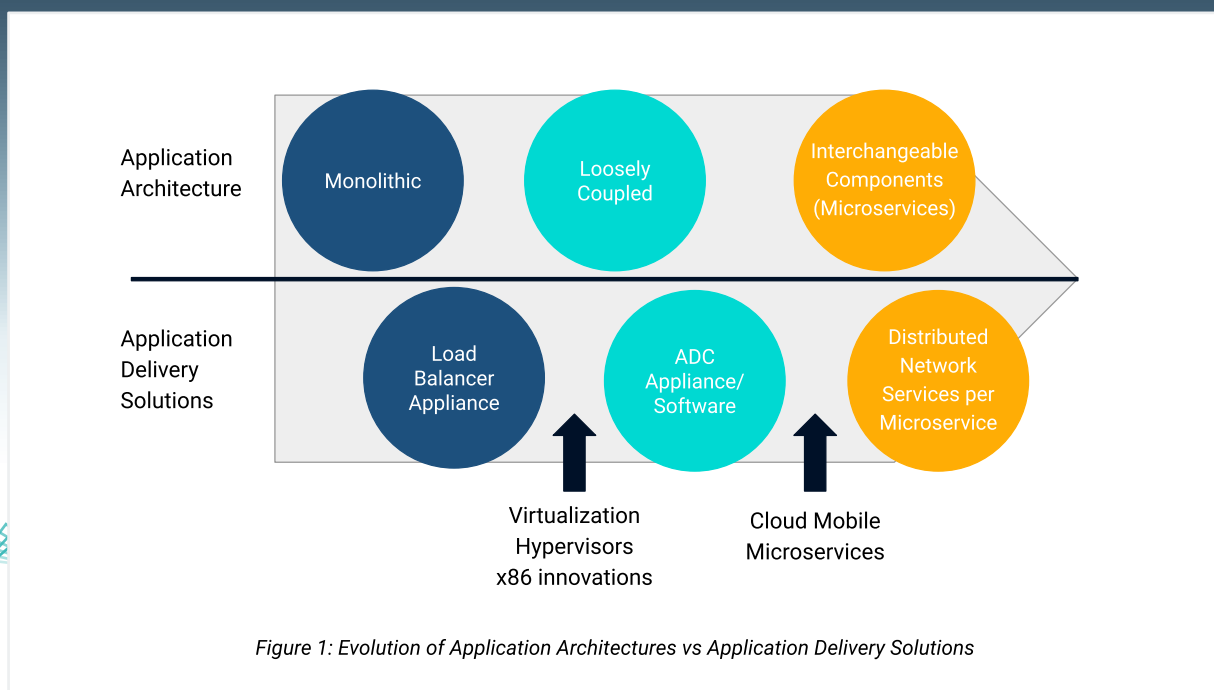 Application
Architecture
Monolithic
Loosely
Coupled
Interchangeable
Components
(Microservices)
Application
Delivery
Solutions
Load
Balancer
Appliance
ADC
Appliance/
Software
Distributed
Network
Services per
Microservice
Virtualization
Hypervisors
x86 innovations
Cloud Mobile
Microservices
Figure 1: Evolution of Application Architectures vs Application Delivery Solutions